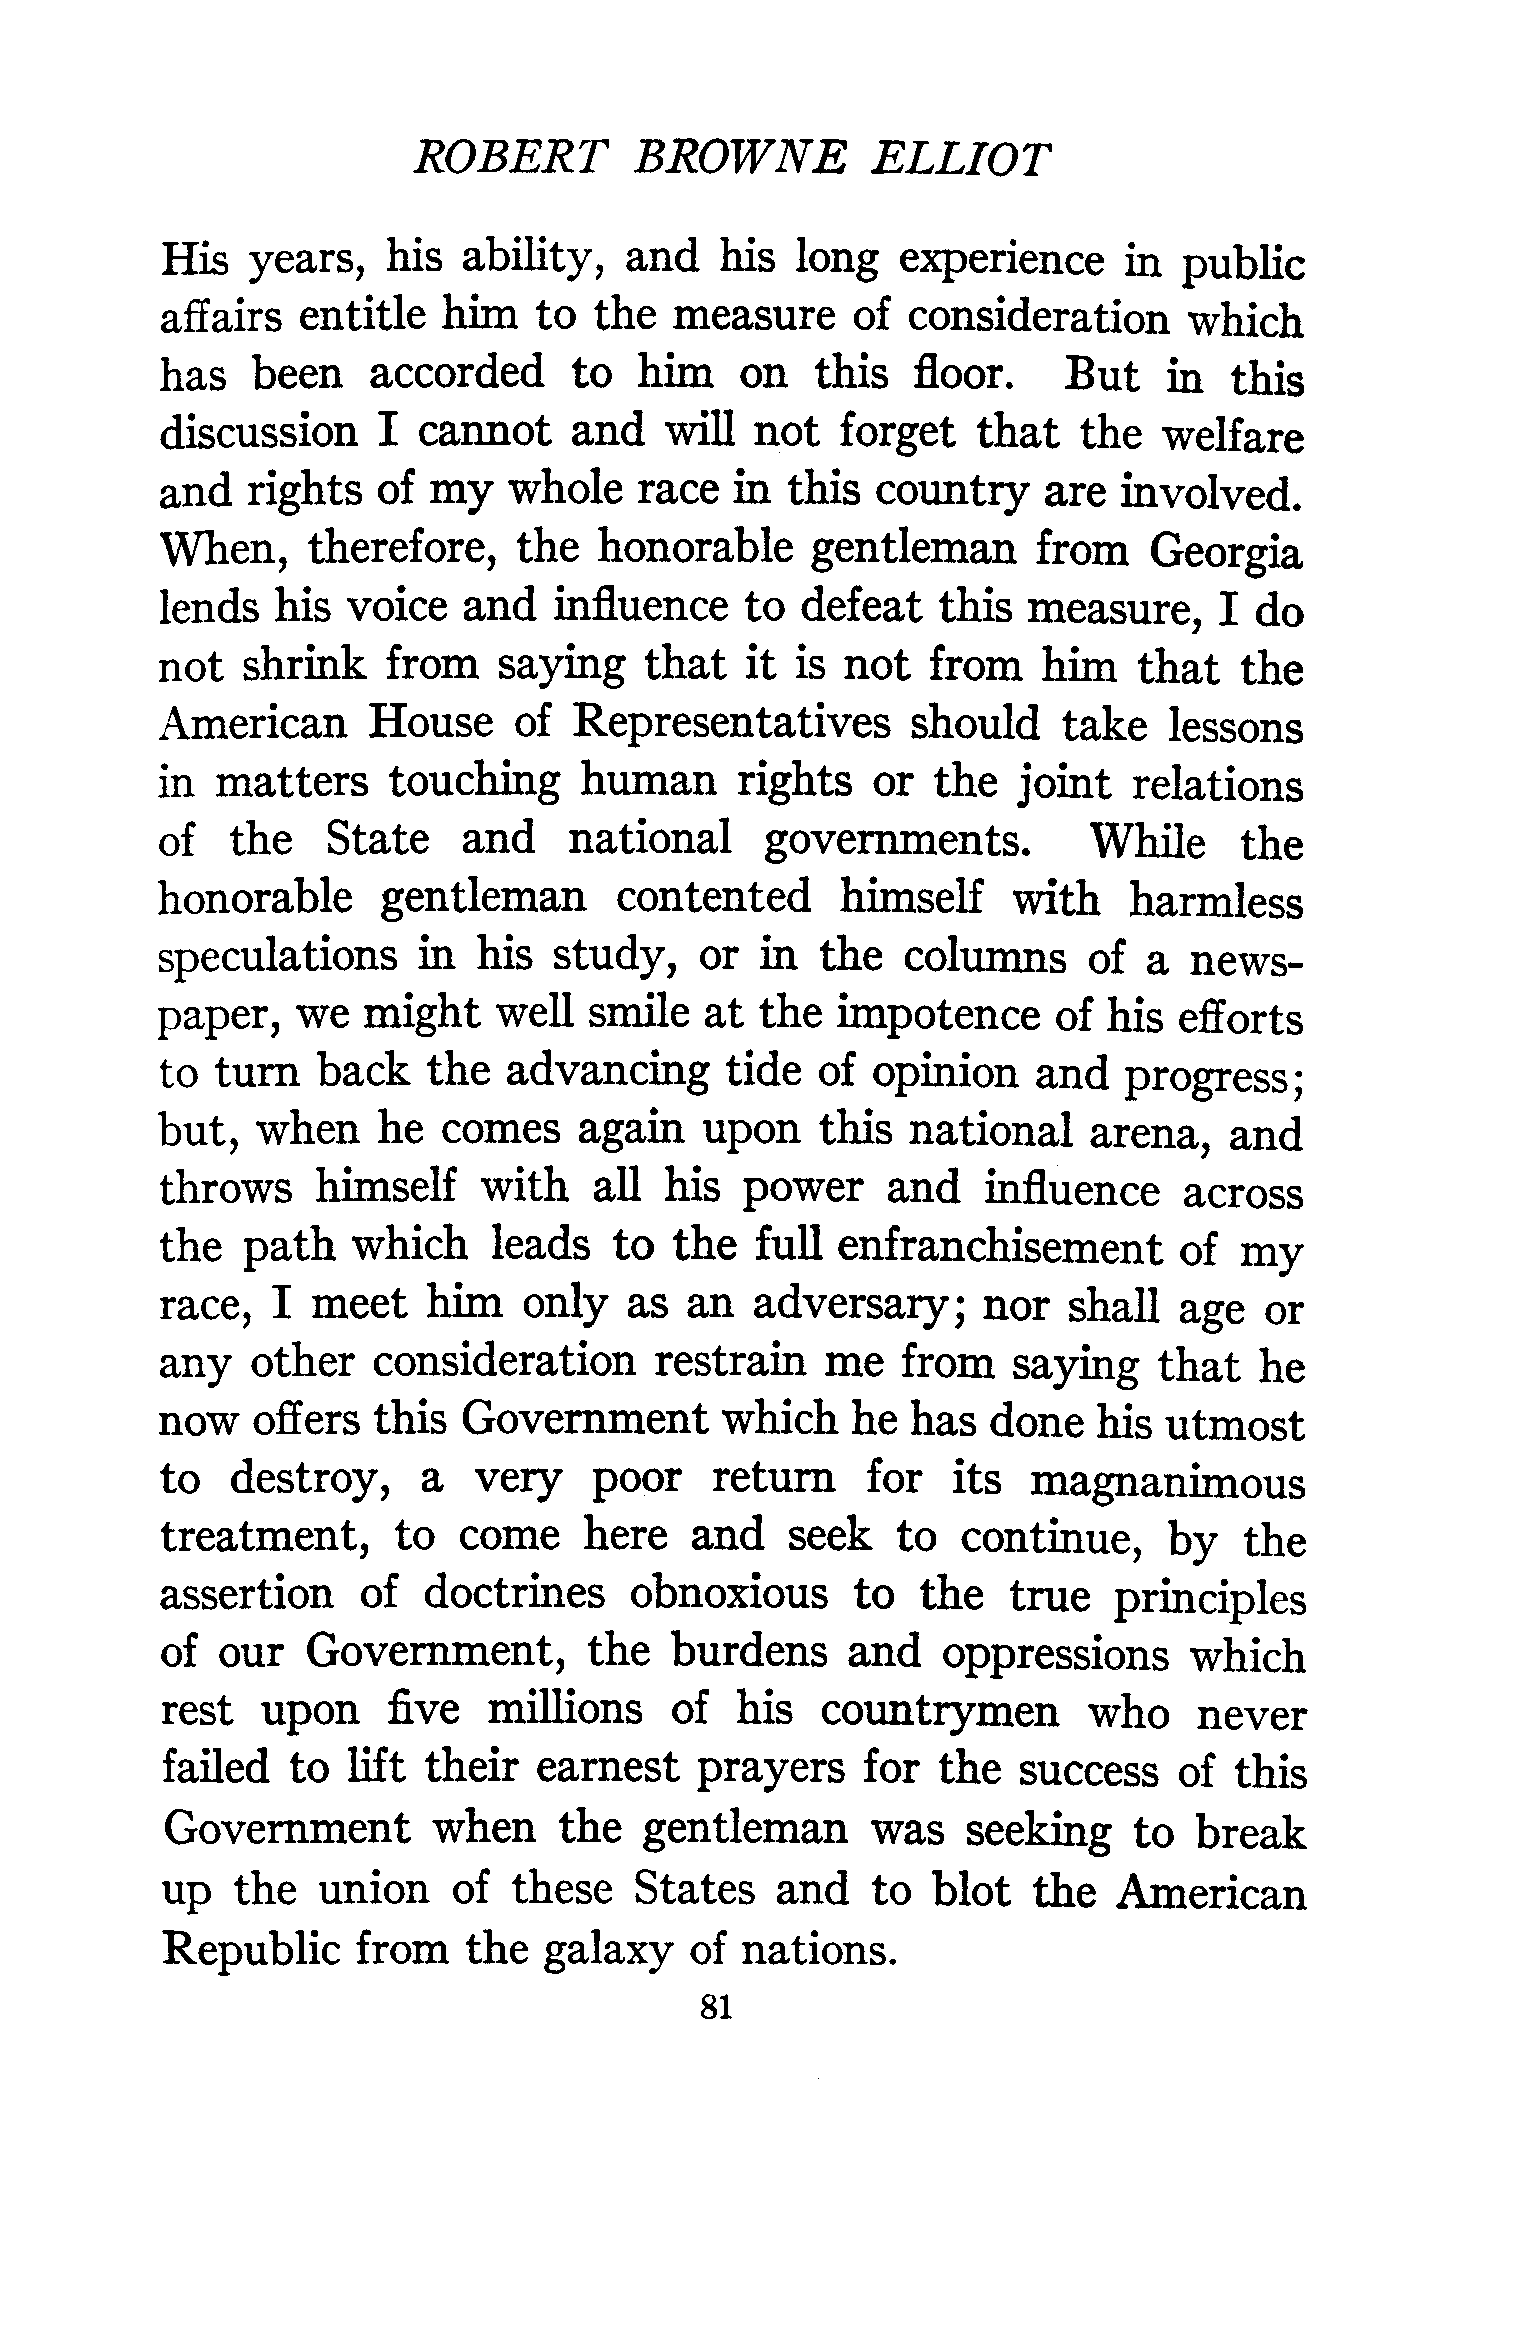 ROBERT BROWNE ELLIOT
His years, his ability, and his long experience in public
affairs entitle him to the measure of consideration which
has been accorded to him on this floor. But in this
discussion I cannot and will not forget that the welfare
and rights of my whole race in this country are involved.
When, therefore, the honorable gentleman from Georgia
lends his voice and influence to defeat this measure, I do
not shrink from saying that it is not from him that the
American House of Representatives should take lessons
in matters touching human rights or the joint relations
of the State and national governments. While the
honorable gentleman contented himself with harmless
speculations in his study, or in the columns of a news-
paper, we might well smile at the impotence of his efforts
to turn back the advancing tide of opinion and progress;
but, when he comes again upon this national arena, and
throws himself with all his power and influence across
the path which leads to the full enfranchisement of my
race, I meet him only as an adversary; nor shall age or
any other consideration restrain me from saying that he
now offers this Government which he has done his utmost
to destroy, a very poor return for its magnanimous
treatment, to come here and seek to continue, by the
assertion of doctrines obnoxious to the true principles
of our Government, the burdens and oppressions which
rest upon five millions of his countrymen who never
failed to lift their earnest prayers for the success of this
Government when the gentleman was seeking to break
up the union of these States and to blot the American
Republic from the galaxy of nations.
81